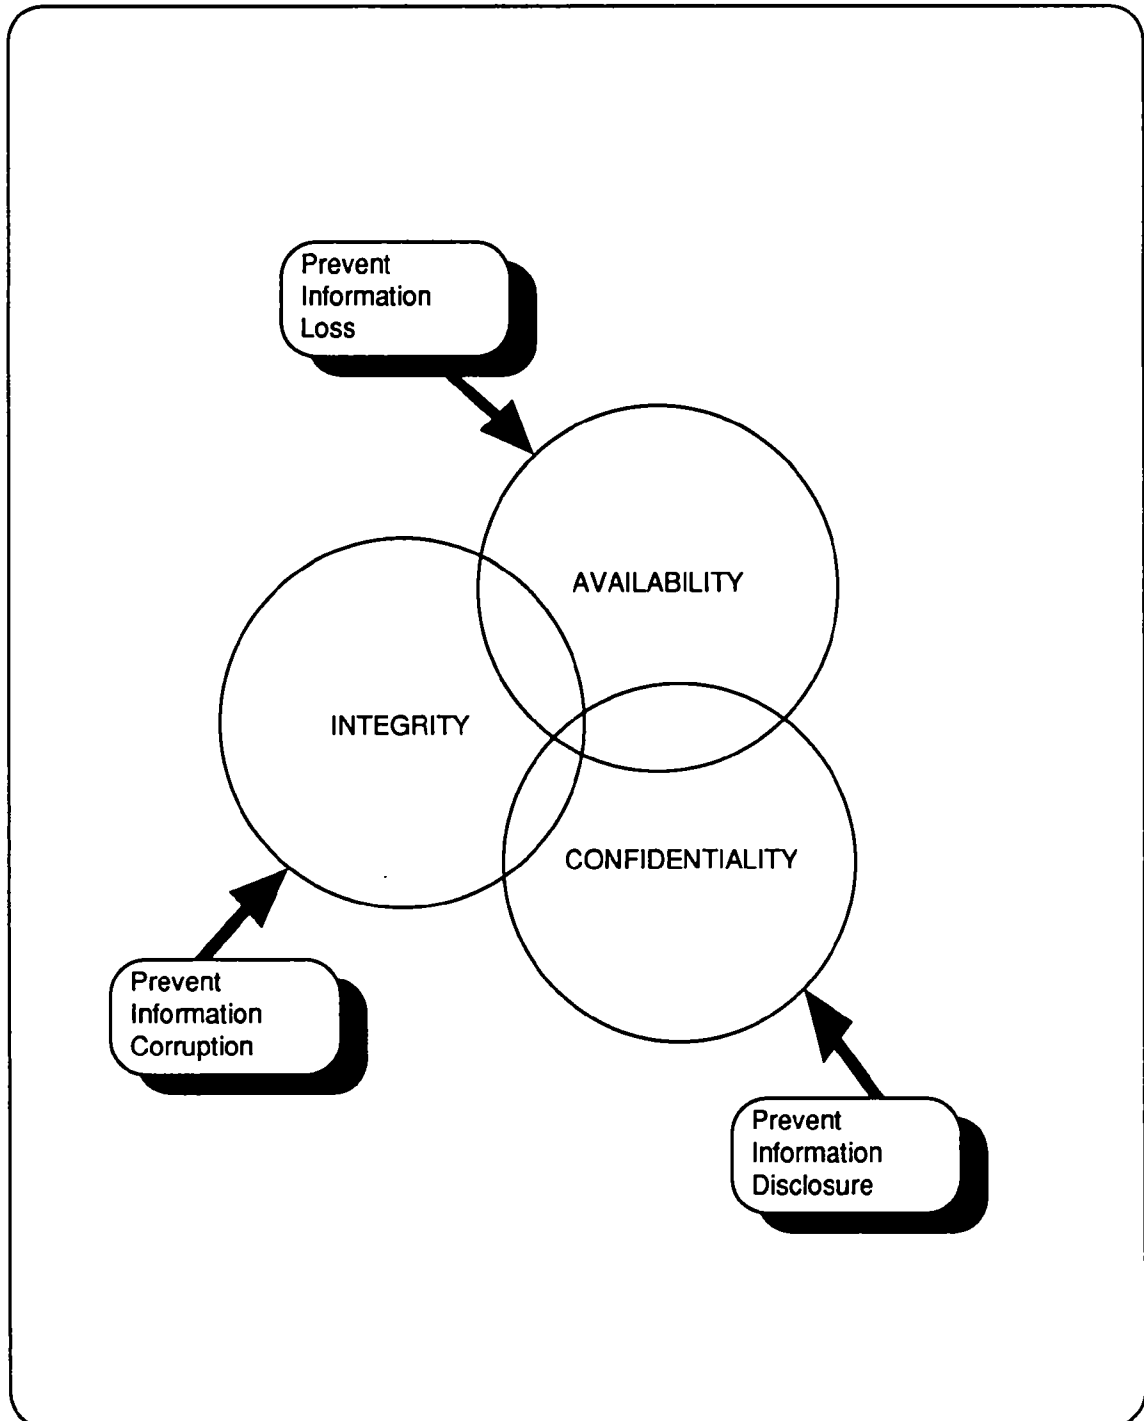 Prevent
Information
Loss
AVAILABILITY
INTEGRITY
CONFIDENTIALITY
Prevent
Information
Corruption
Prevent
Information
Disclosure